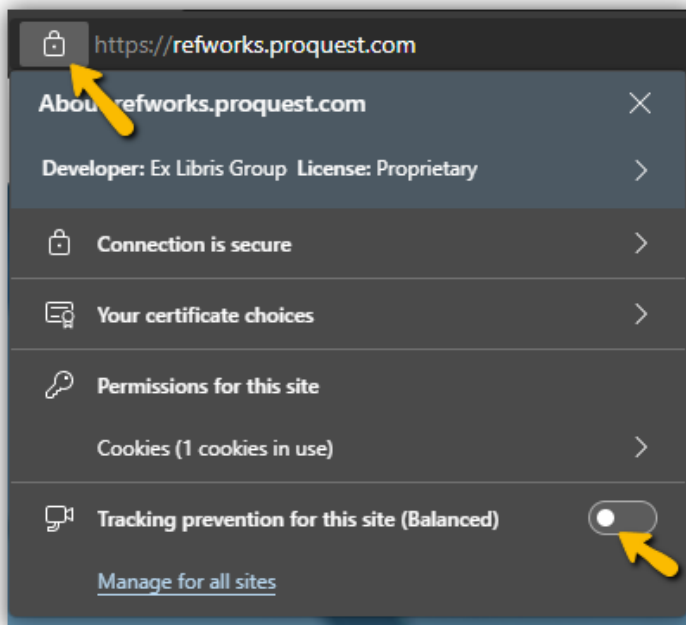 https://refworks.proquest.com
About refworks.proquest.com
Developer: Ex Libris Group License: Proprietary
Connection is secure
Your certificate choices
Permissions for this site
Cookies (1 cookies in use)
Tracking prevention for this site (Balanced)
Manage for all sites